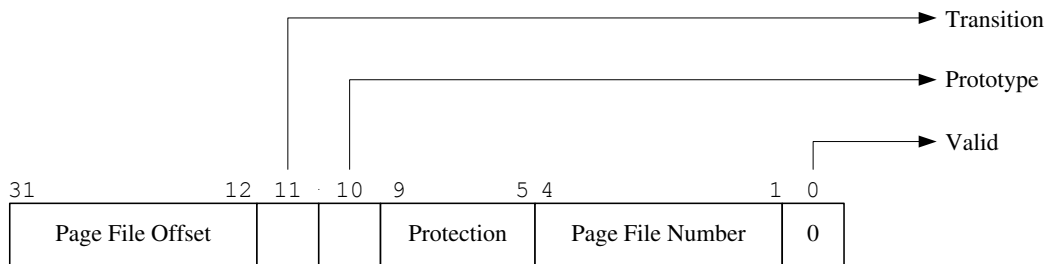 Transition
Prototype
Valid
31 12 11 10 9 5 4 1 0
Page File Offset Protection Page File Number 0